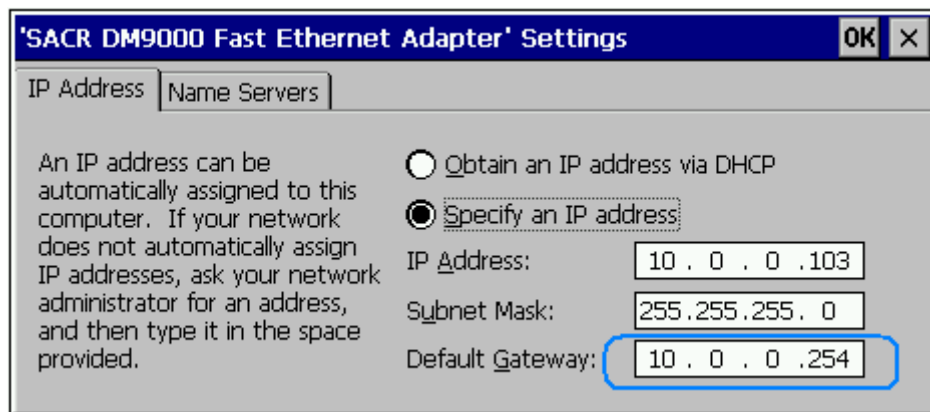 'SACR DM9000 Fast Ethernet Adapter' Settings OK ×
IP Address Name Servers
An IP address can be
automatically assigned to this
computer. If your network
does not automatically assign
IP addresses, ask your network
administrator for an address,
and then type it in the space
provided.
Obtain an IP address via DHCP
Specify an IP address
IP Address: 10 . 0 . 0 .103
Subnet Mask: 255.255.255. 0
Default Gateway: 10 . 0 . 0 .254